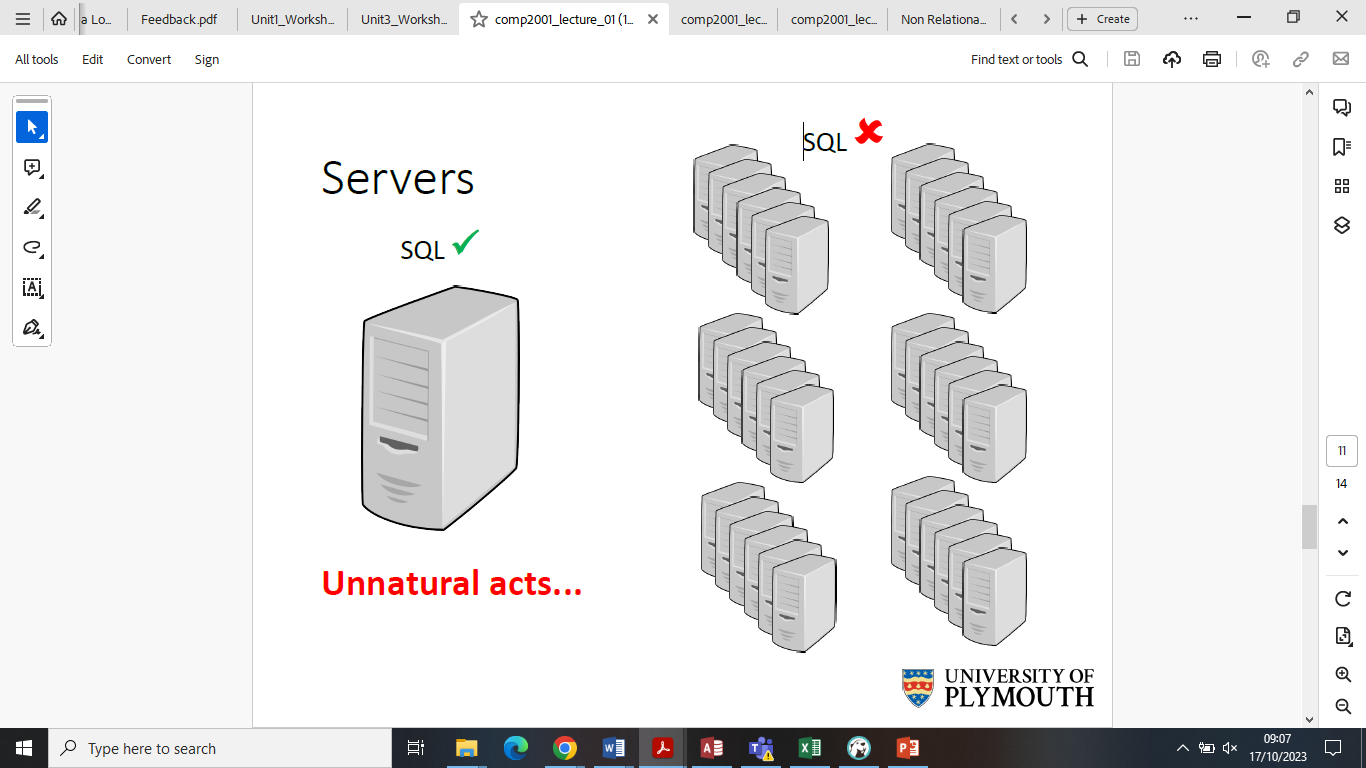 a Lo...
Feedback.pdf
Unit1_Worksh...
Unit3_Worksh...
comp2001_lecture_01 (1...
comp2001_lec...
comp2001_lec...
Non Relationa...
Create
All tools
Edit
Convert
Sign
Find text or tools
SQL
Servers
SQL
Unnatural acts...
UNIVERSITY OF
PLYMOUTH
11
14
Type here to search
09:07
17/10/2023